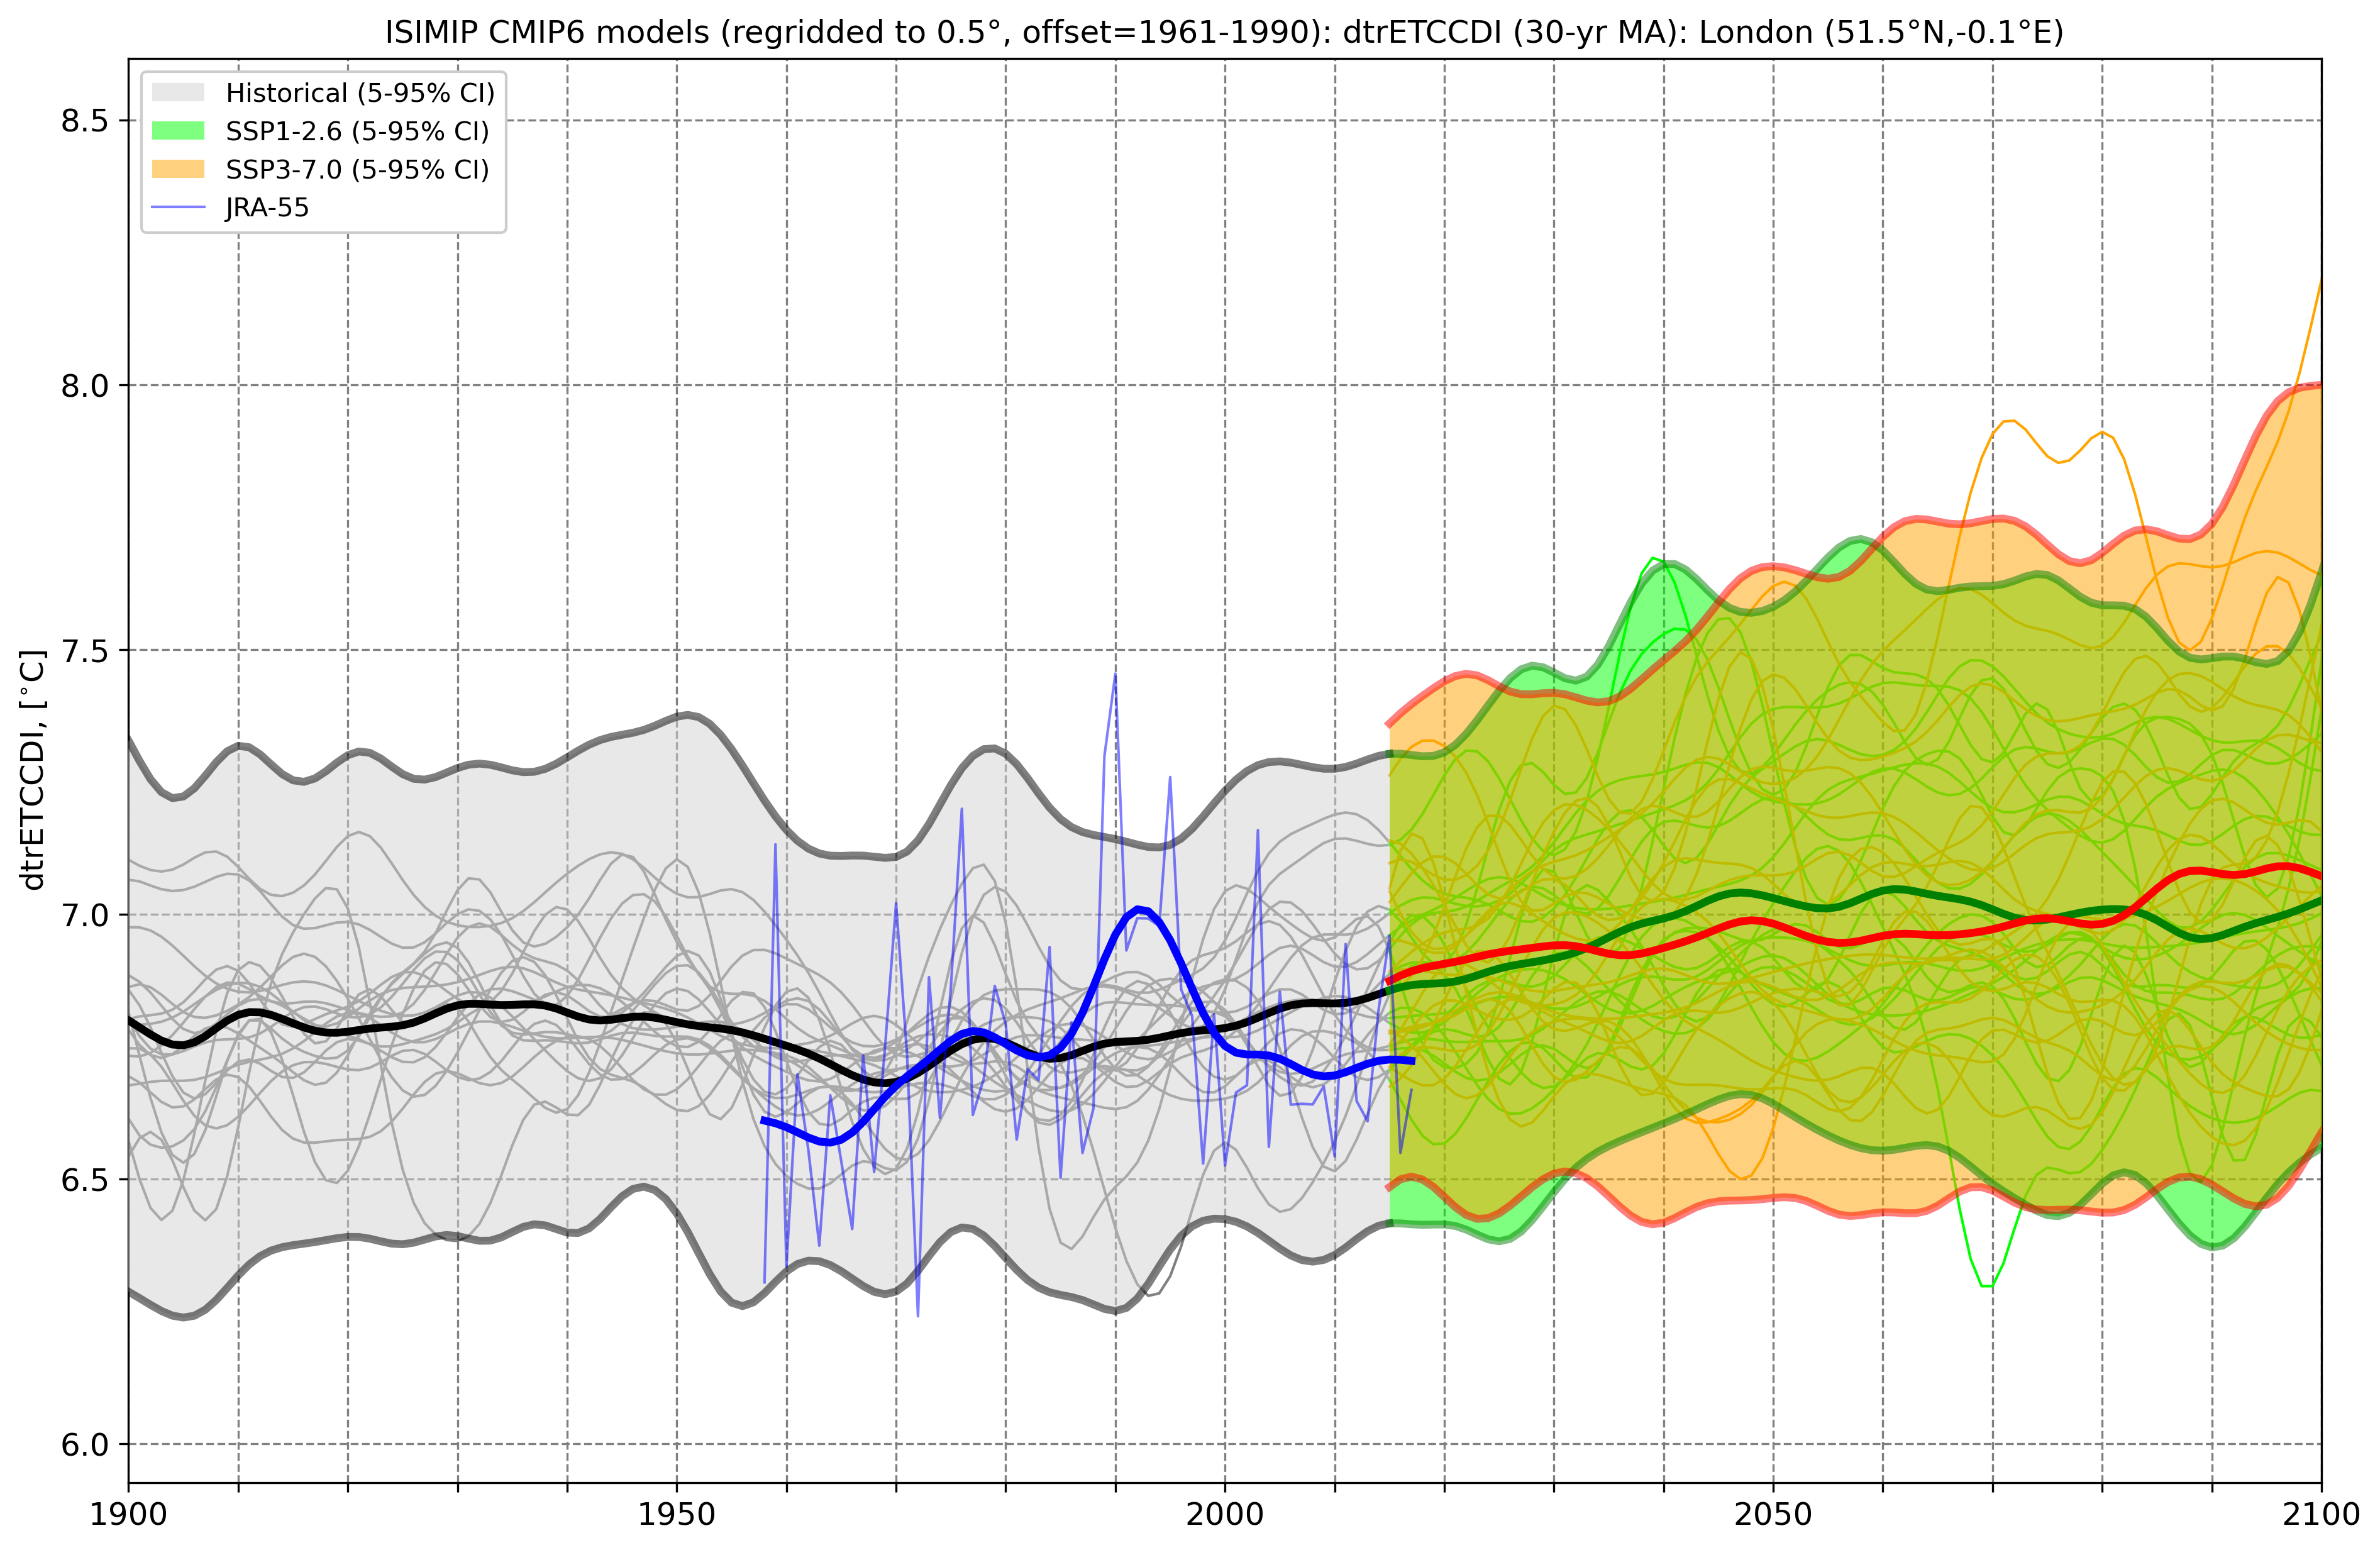 ISIMIP CMIP6 models (regridded to 0.5°, offset=1961-1990): dtrETCCDI (30-yr MA): London (51.5°N,-0.1°E)
Historical (5-95% CI)
SSP1-2.6 (5-95% CI)
SSP3-7.0 (5-95% CI)
JRA-55
dtrETCCDI, [°C]
8.5
8.0
7.5
7.0
6.5
6.0
1900
1950
2000
2050
2100